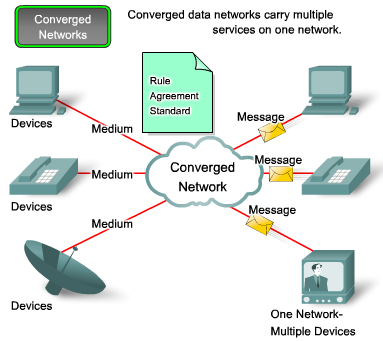 Converged
Networks
Converged data networks carry multiple
services on one network.
Rule
Agreement
Standard
Devices
Medium
Message
Converged
Network
Medium
Message
Devices
Medium
Message
Devices
One Network-
Multiple Devices